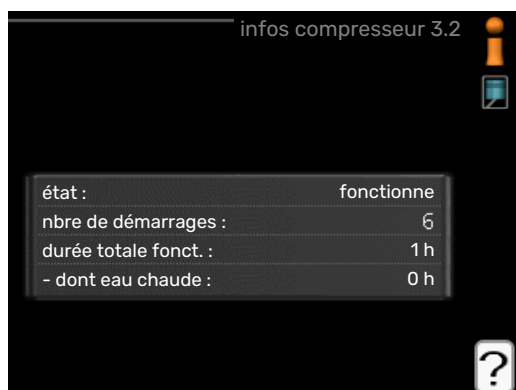 infos compresseur 3.2
état : fonctionne
nbre de démarrages : 6
durée totale fonct. : 1 h
- dont eau chaude : 0 h
?